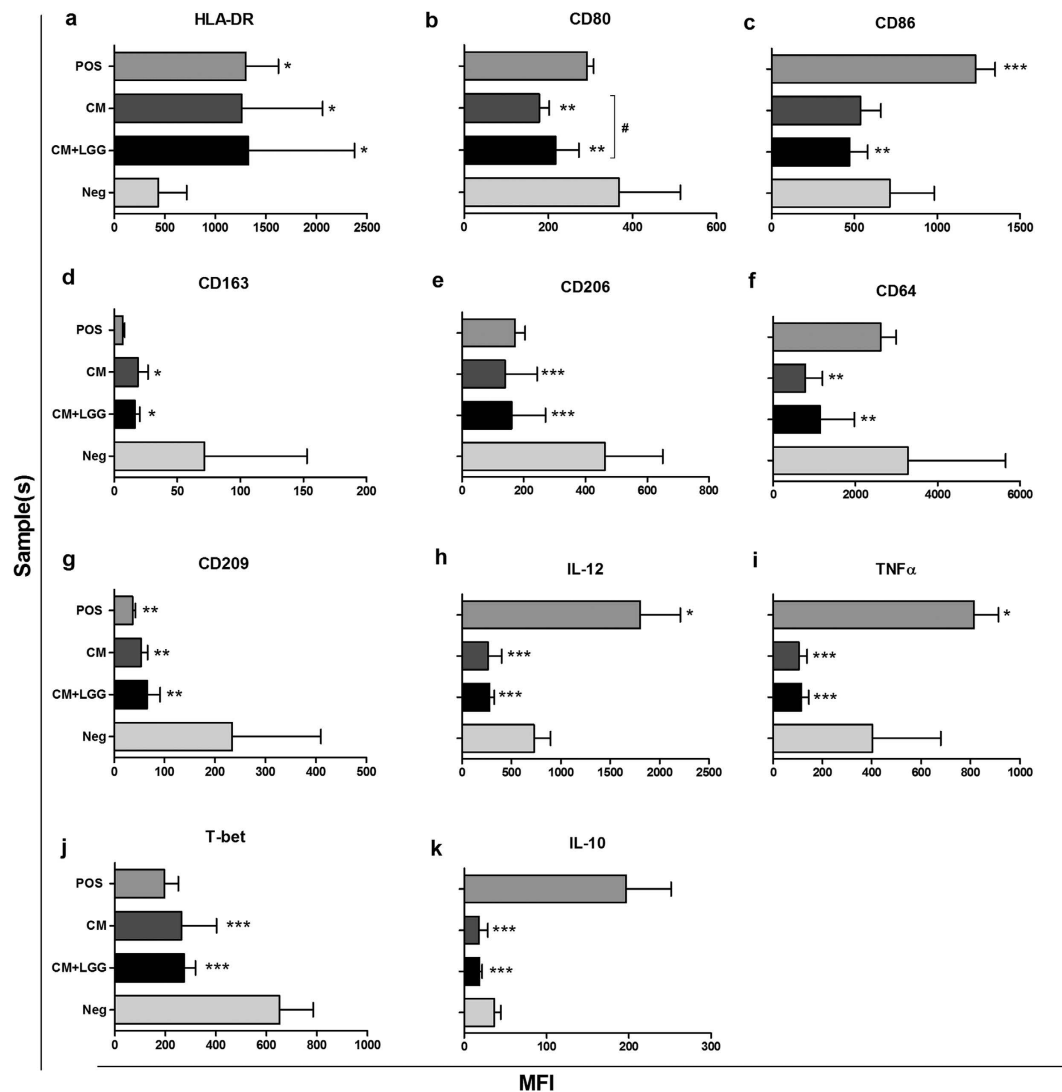 a HLA-DR
POS *
CM *
CM+LGG *
Neg
0 500 1000 1500 2000 2500
b CD80
** #
**
0 200 400 600
c CD86
***
**
0 500 1000 1500
d CD163
POS
CM *
CM+LGG *
Neg
0 50 100 150 200
e CD206
***
***
0 200 400 600 800
f CD64
**
**
0 2000 4000 6000
g CD209
POS **
CM **
CM+LGG **
Neg
0 100 200 300 400 500
h IL-12
*
***
***
0 500 1000 1500 2000 2500
i TNFα
*
***
***
0 200 400 600 800 1000
j T-bet
POS
CM ***
CM+LGG ***
Neg
0 200 400 600 800 1000
k IL-10
***
***
0 100 200 300
Sample(s)
MFI